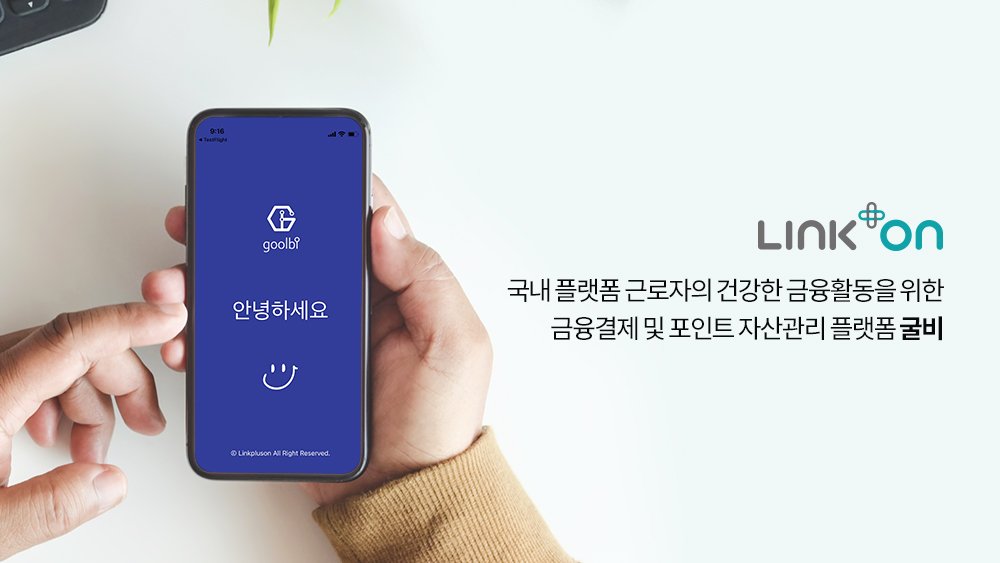 9:16
◀ TestFlight
goolbi
안녕하세요
© Linkpluson All Right Reserved.
LINK+ON
국내 플랫폼 근로자의 건강한 금융활동을 위한
금융결제 및 포인트 자산관리 플랫폼 굴비